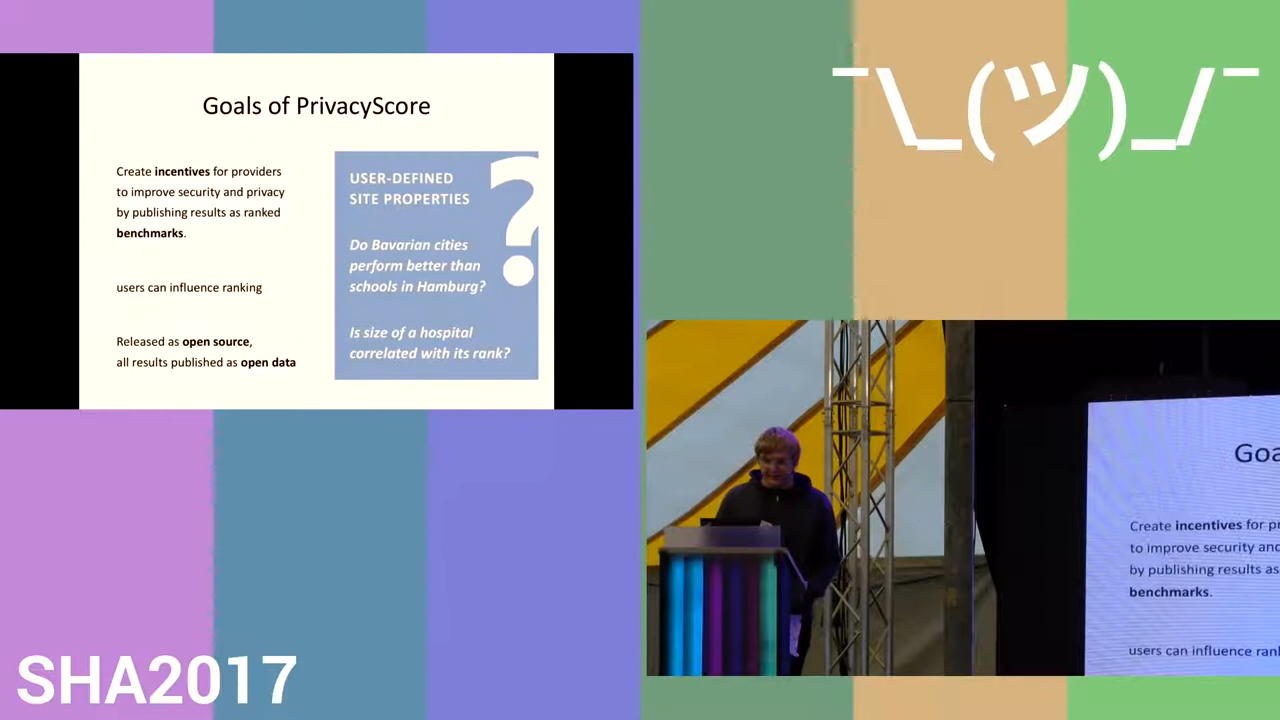 Goals of PrivacyScore
Create incentives for providers
to improve security and privacy
by publishing results as ranked
benchmarks.
users can influence ranking
Released as open source,
all results published as open data
USER-DEFINED
SITE PROPERTIES
?
Do Bavarian cities
perform better than
schools in Hamburg?
Is size of a hospital
correlated with its rank?
¯\_(ツ)_/¯
Goa
Create incentives for pr
to improve security and
by publishing results as
benchmarks.
users can influence rank
SHA2017